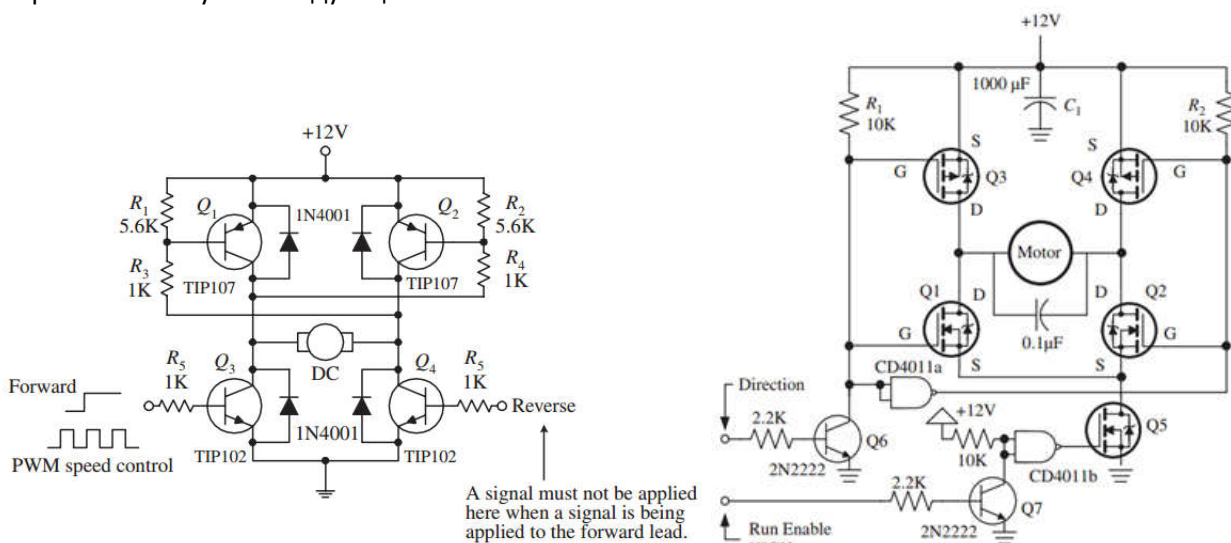 +12V
R1
5.6K
Q1
1N4001
Q2
R2
5.6K
R3
1K
TIP107
TIP107
R4
1K
DC
Forward
R5
1K
Q3
Q4
R5
1K
Reverse
1N4001
PWM speed control
TIP102
TIP102
A signal must not be applied
here when a signal is being
applied to the forward lead.
+12V
1000 µF
C1
R1
10K
R2
10K
S
S
G
Q3
Q4
G
D
D
Motor
Q1
D
D
Q2
G
0.1µF
G
CD4011a
S
S
Direction
+12V
2.2K
Q6
10K
Q5
2N2222
CD4011b
2.2K
Q7
Run Enable
2N2222